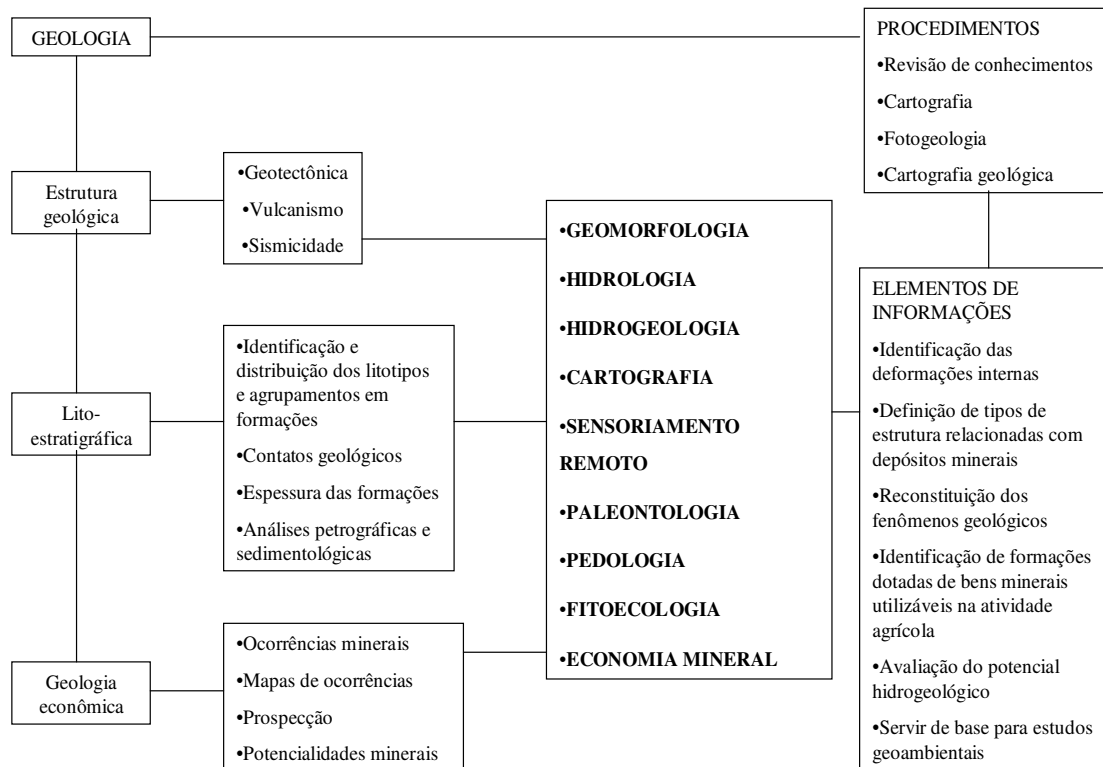 GEOLOGIA
PROCEDIMENTOS
•Revisão de conhecimentos
•Cartografia
•Fotogeologia
•Cartografia geológica
Estrutura
geológica
•Geotectônica
•Vulcanismo
•Sismicidade
Lito-
estratigráfica
•Identificação e
distribuição dos litotipos
e agrupamentos em
formações
•Contatos geológicos
•Espessura das formações
•Análises petrográficas e
sedimentológicas
Geologia
econômica
•Ocorrências minerais
•Mapas de ocorrências
•Prospecção
•Potencialidades minerais
•GEOMORFOLOGIA
•HIDROLOGIA
•HIDROGEOLOGIA
•CARTOGRAFIA
•SENSORIAMENTO
REMOTO
•PALEONTOLOGIA
•PEDOLOGIA
•FITOECOLOGIA
•ECONOMIA MINERAL
ELEMENTOS DE
INFORMAÇÕES
•Identificação das
deformações internas
•Definição de tipos de
estrutura relacionadas com
depósitos minerais
•Reconstituição dos
fenômenos geológicos
•Identificação de formações
dotadas de bens minerais
utilizáveis na atividade
agrícola
•Avaliação do potencial
hidrogeológico
•Servir de base para estudos
geoambientais